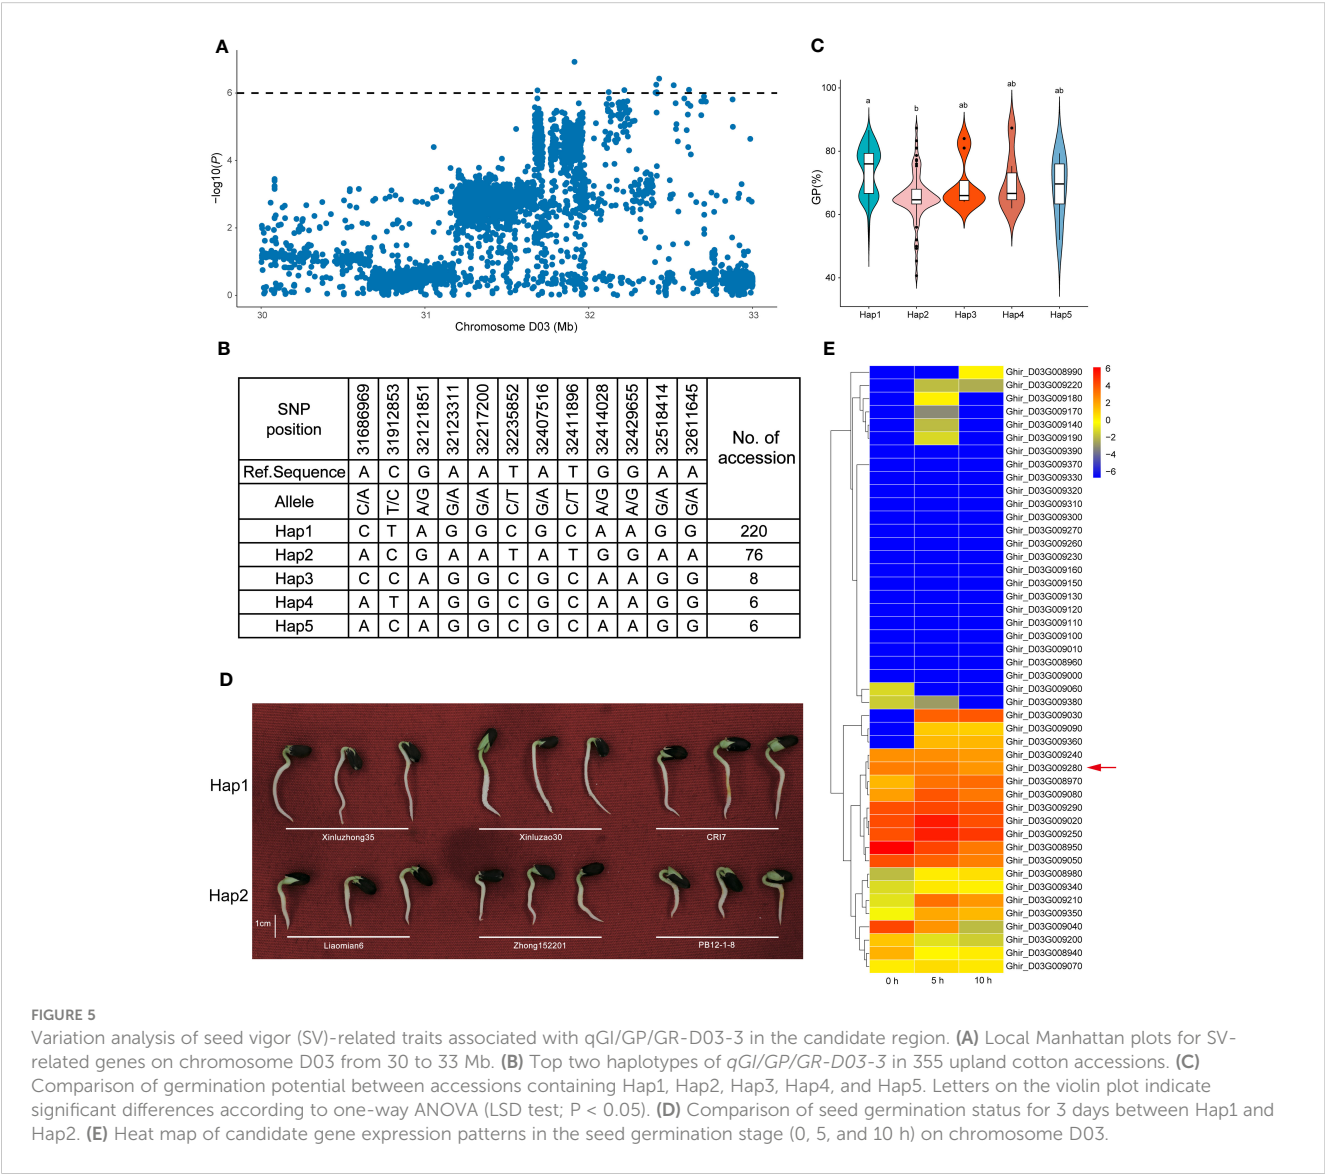 A
−log10(P)
6
4
2
0
30
31
32
33
Chromosome D03 (Mb)
C
GP(%)
100
80
60
40
a
b
ab
ab
ab
Hap1 Hap2 Hap3 Hap4 Hap5
B
SNP position 31686969 31912853 32121851 32123311 32217200 32235852 32407516 32411896 32414028 32429655 32518414 32611645 No. of accession
Ref.Sequence A C G A A T A T G G A A
Allele C/A T/C A/G G/A G/A C/T G/A C/T A/G A/G G/A G/A
Hap1 C T A G G C G C A A G G 220
Hap2 A C G A A T A T G G A A 76
Hap3 C C A G G C G C A A G G 8
Hap4 A T A G G C G C A A G G 6
Hap5 A C A G G C G C A A G G 6
D
Hap1
Xinluzhong35 Xinluzao30 CRI7
Hap2
1cm
Liaomian6 Zhong152201 PB12-1-8
E
Ghir_D03G008990
Ghir_D03G009220
Ghir_D03G009180
Ghir_D03G009170
Ghir_D03G009140
Ghir_D03G009190
Ghir_D03G009390
Ghir_D03G009370
Ghir_D03G009330
Ghir_D03G009320
Ghir_D03G009310
Ghir_D03G009300
Ghir_D03G009270
Ghir_D03G009260
Ghir_D03G009230
Ghir_D03G009160
Ghir_D03G009150
Ghir_D03G009130
Ghir_D03G009120
Ghir_D03G009110
Ghir_D03G009100
Ghir_D03G009010
Ghir_D03G008960
Ghir_D03G009000
Ghir_D03G009060
Ghir_D03G009380
Ghir_D03G009030
Ghir_D03G009090
Ghir_D03G009360
Ghir_D03G009240
Ghir_D03G009280
Ghir_D03G008970
Ghir_D03G009080
Ghir_D03G009290
Ghir_D03G009020
Ghir_D03G009250
Ghir_D03G008950
Ghir_D03G009050
Ghir_D03G008980
Ghir_D03G009340
Ghir_D03G009210
Ghir_D03G009350
Ghir_D03G009040
Ghir_D03G009200
Ghir_D03G008940
Ghir_D03G009070
0 h 5 h 10 h
6
4
2
0
−2
−4
−6
FIGURE 5
Variation analysis of seed vigor (SV)-related traits associated with qGI/GP/GR-D03-3 in the candidate region. (A) Local Manhattan plots for SV-
related genes on chromosome D03 from 30 to 33 Mb. (B) Top two haplotypes of qGI/GP/GR-D03-3 in 355 upland cotton accessions. (C)
Comparison of germination potential between accessions containing Hap1, Hap2, Hap3, Hap4, and Hap5. Letters on the violin plot indicate
significant differences according to one-way ANOVA (LSD test; P < 0.05). (D) Comparison of seed germination status for 3 days between Hap1 and
Hap2. (E) Heat map of candidate gene expression patterns in the seed germination stage (0, 5, and 10 h) on chromosome D03.